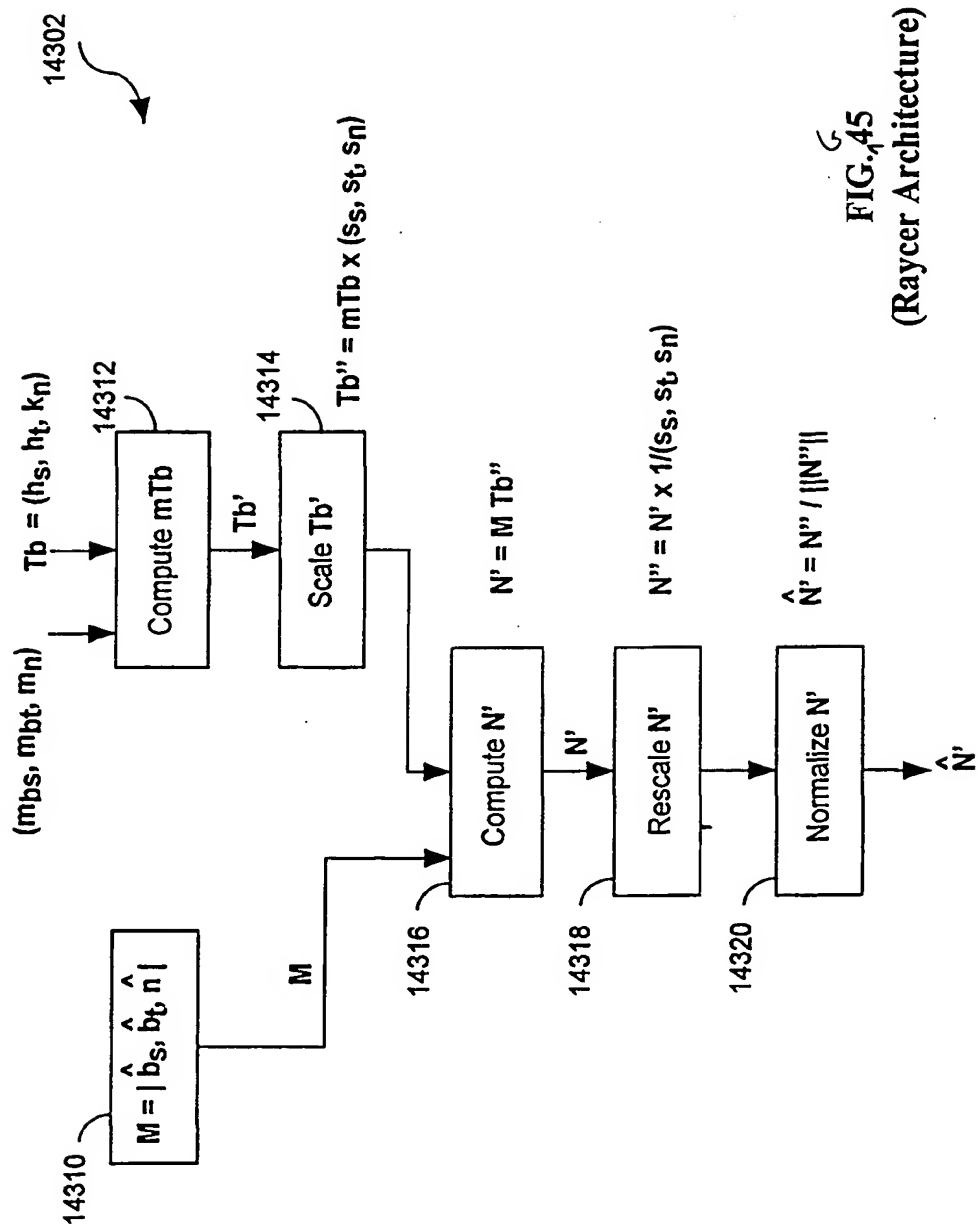 14302
(mbs, mbt, mn)
Tb = (hs, ht, kn)
14312
Compute mTb
Tb'
14314
Scale Tb'
Tb'' = mTb x (ss, st, sn)
14310
M = | b̂s, b̂t, n̂ |
M
14316
Compute N'
N' = M Tb''
N'
14318
Rescale N'
N'' = N' x 1/(ss, st, sn)
14320
Normalize N'
N̂' = N'' / ||N''||
N̂'
G
FIG. 45
(Raycer Architecture)